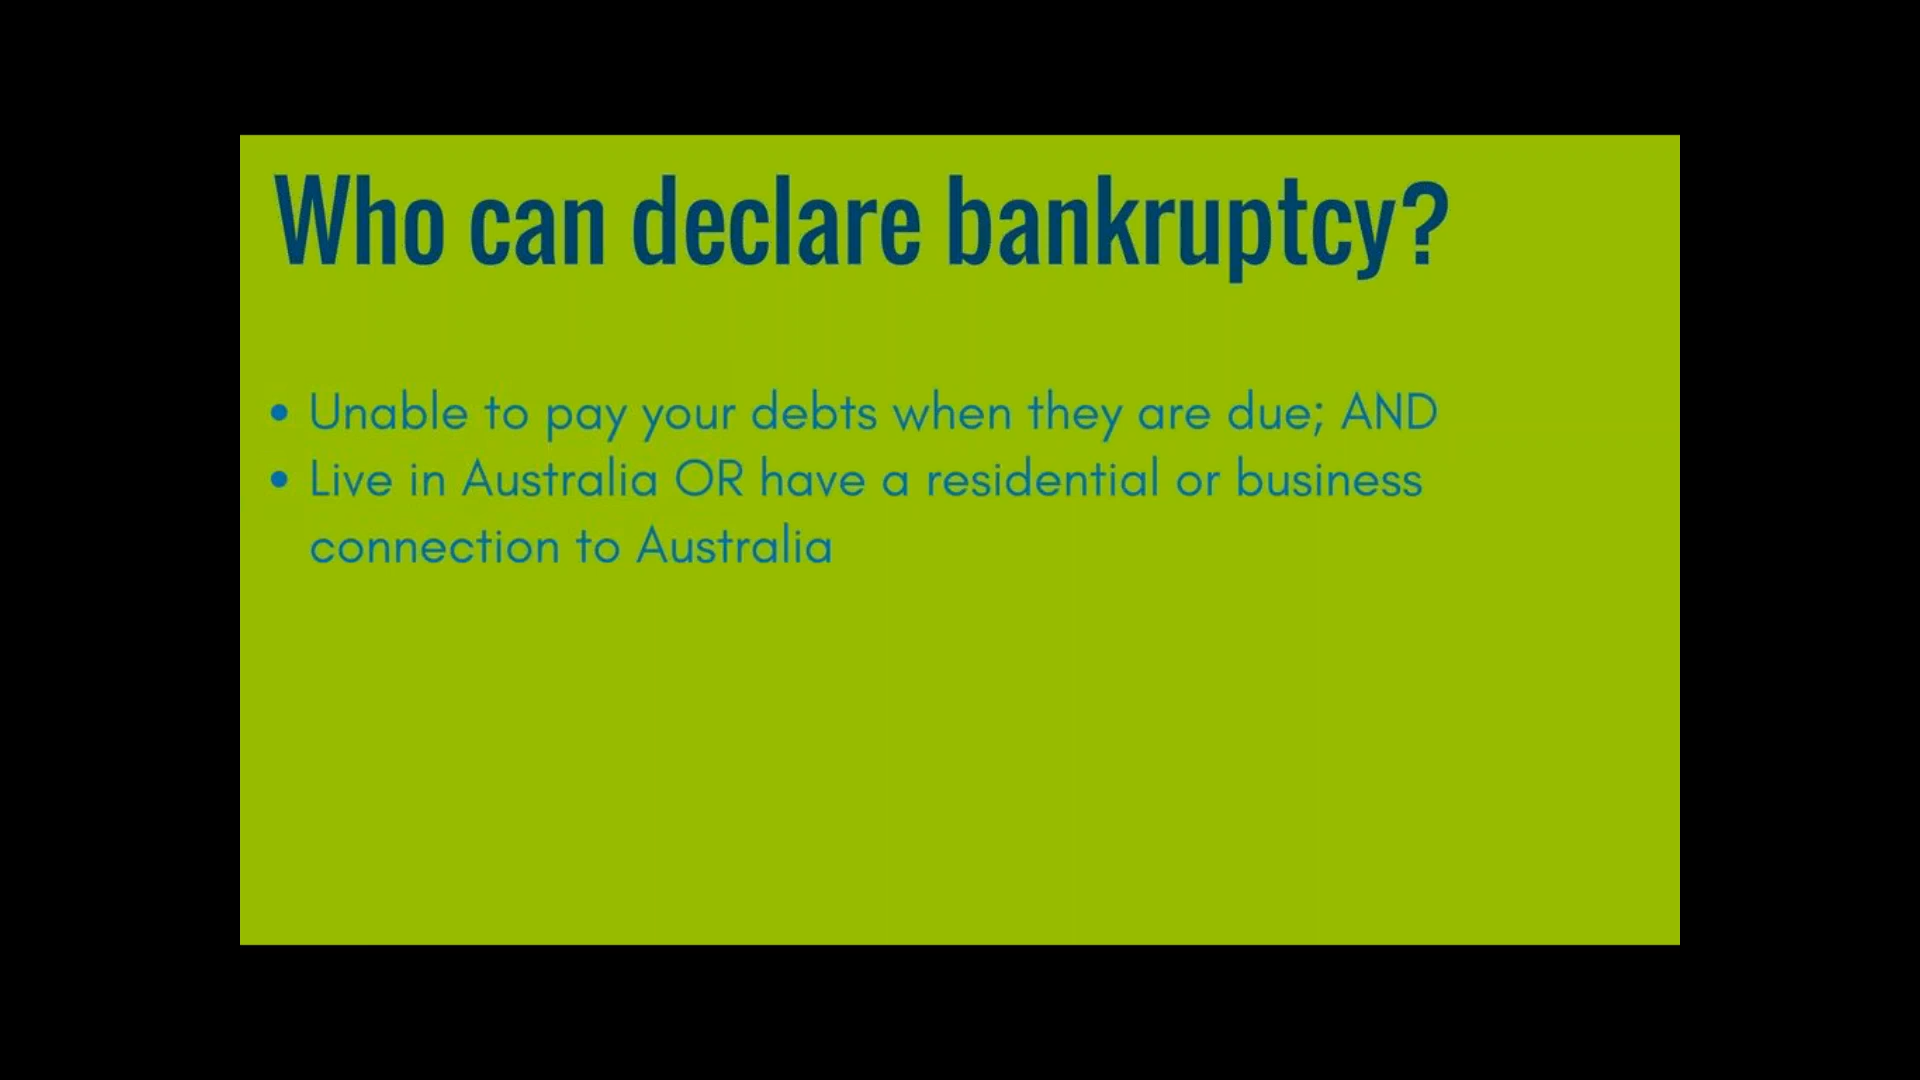 Who can declare bankruptcy?
• Unable to pay your debts when they are due; AND
• Live in Australia OR have a residential or business
connection to Australia